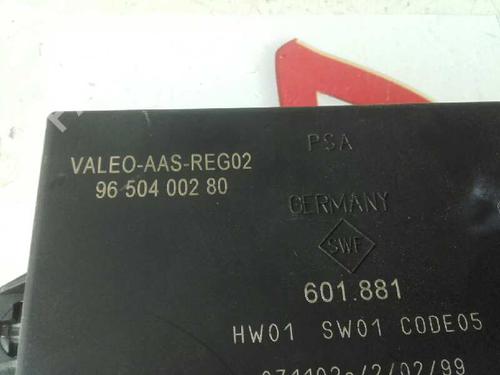 VALEO-AAS-REG02
96 504 002 80
PSA
GERMANY
SWF
601.881
HW01 SW01 CODE05